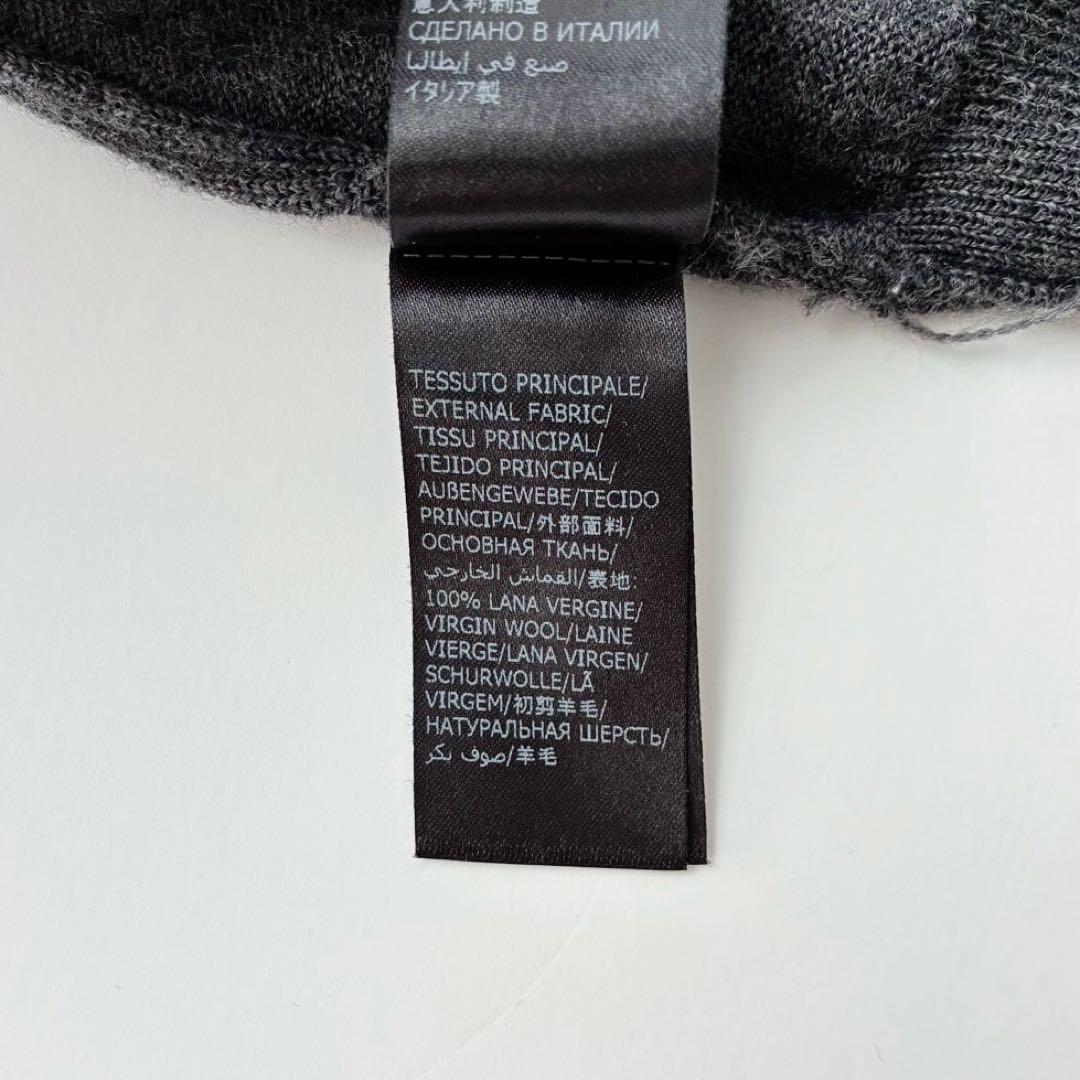 意大利制造
СДЕЛАНО В ИТАЛИИ
صنع في إيطاليا
イタリア製
TESSUTO PRINCIPALE/
EXTERNAL FABRIC/
TISSU PRINCIPAL/
TEJIDO PRINCIPAL/
AUßENGEWEBE/TECIDO
PRINCIPAL/外部面料/
ОСНОВНАЯ ТКАНЬ/
القماش الخارجي/表地:
100% LANA VERGINE/
VIRGIN WOOL/LAINE
VIERGE/LANA VIRGEN/
SCHURWOLLE/LÃ
VIRGEM/初剪羊毛/
НАТУРАЛЬНАЯ ШЕРСТЬ/
صوف بكر/羊毛